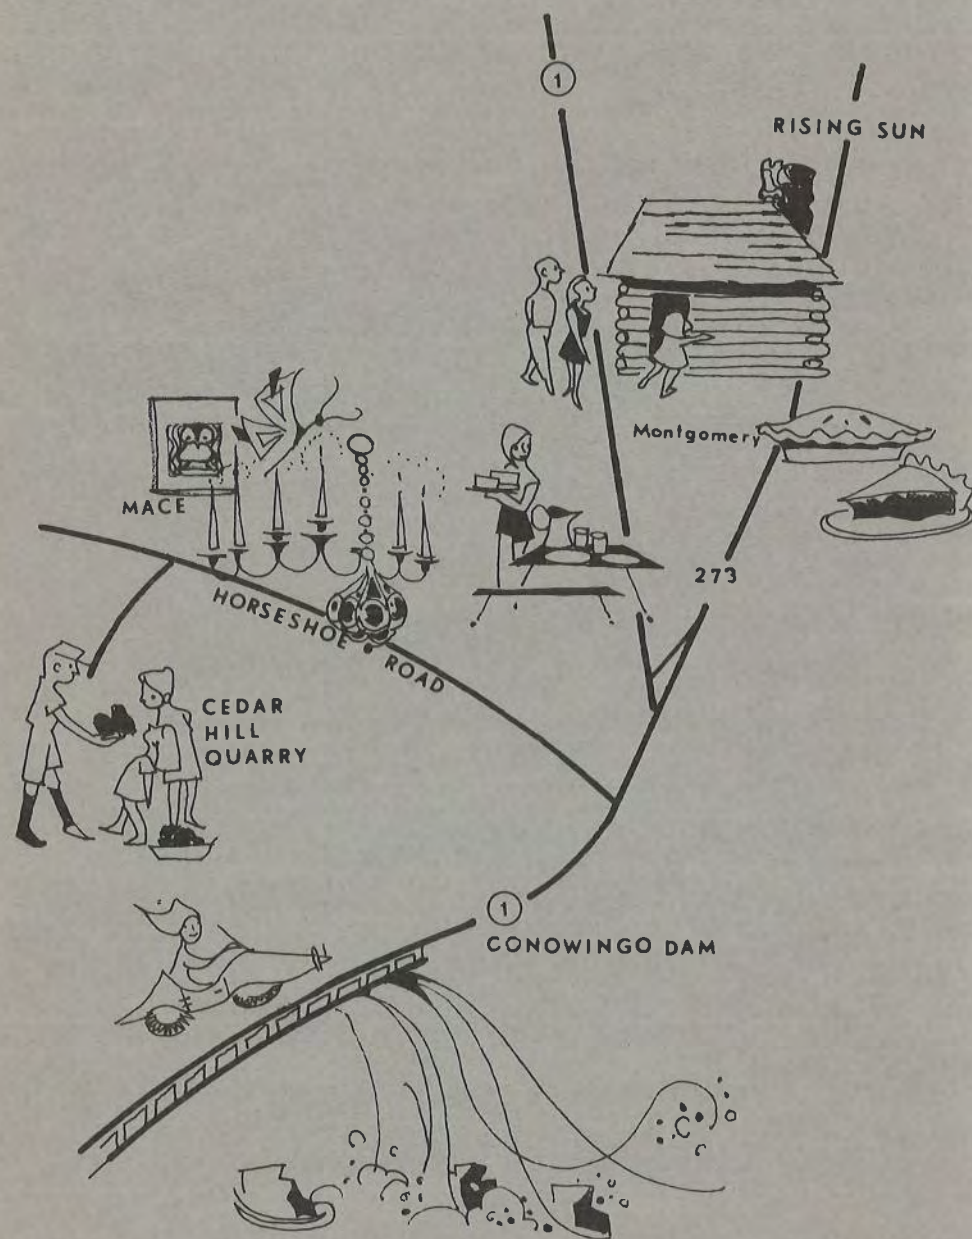 1
RISING SUN
Montgomery
MACE
273
HORSESHOE ROAD
CEDAR
HILL
QUARRY
1
CONOWINGO DAM